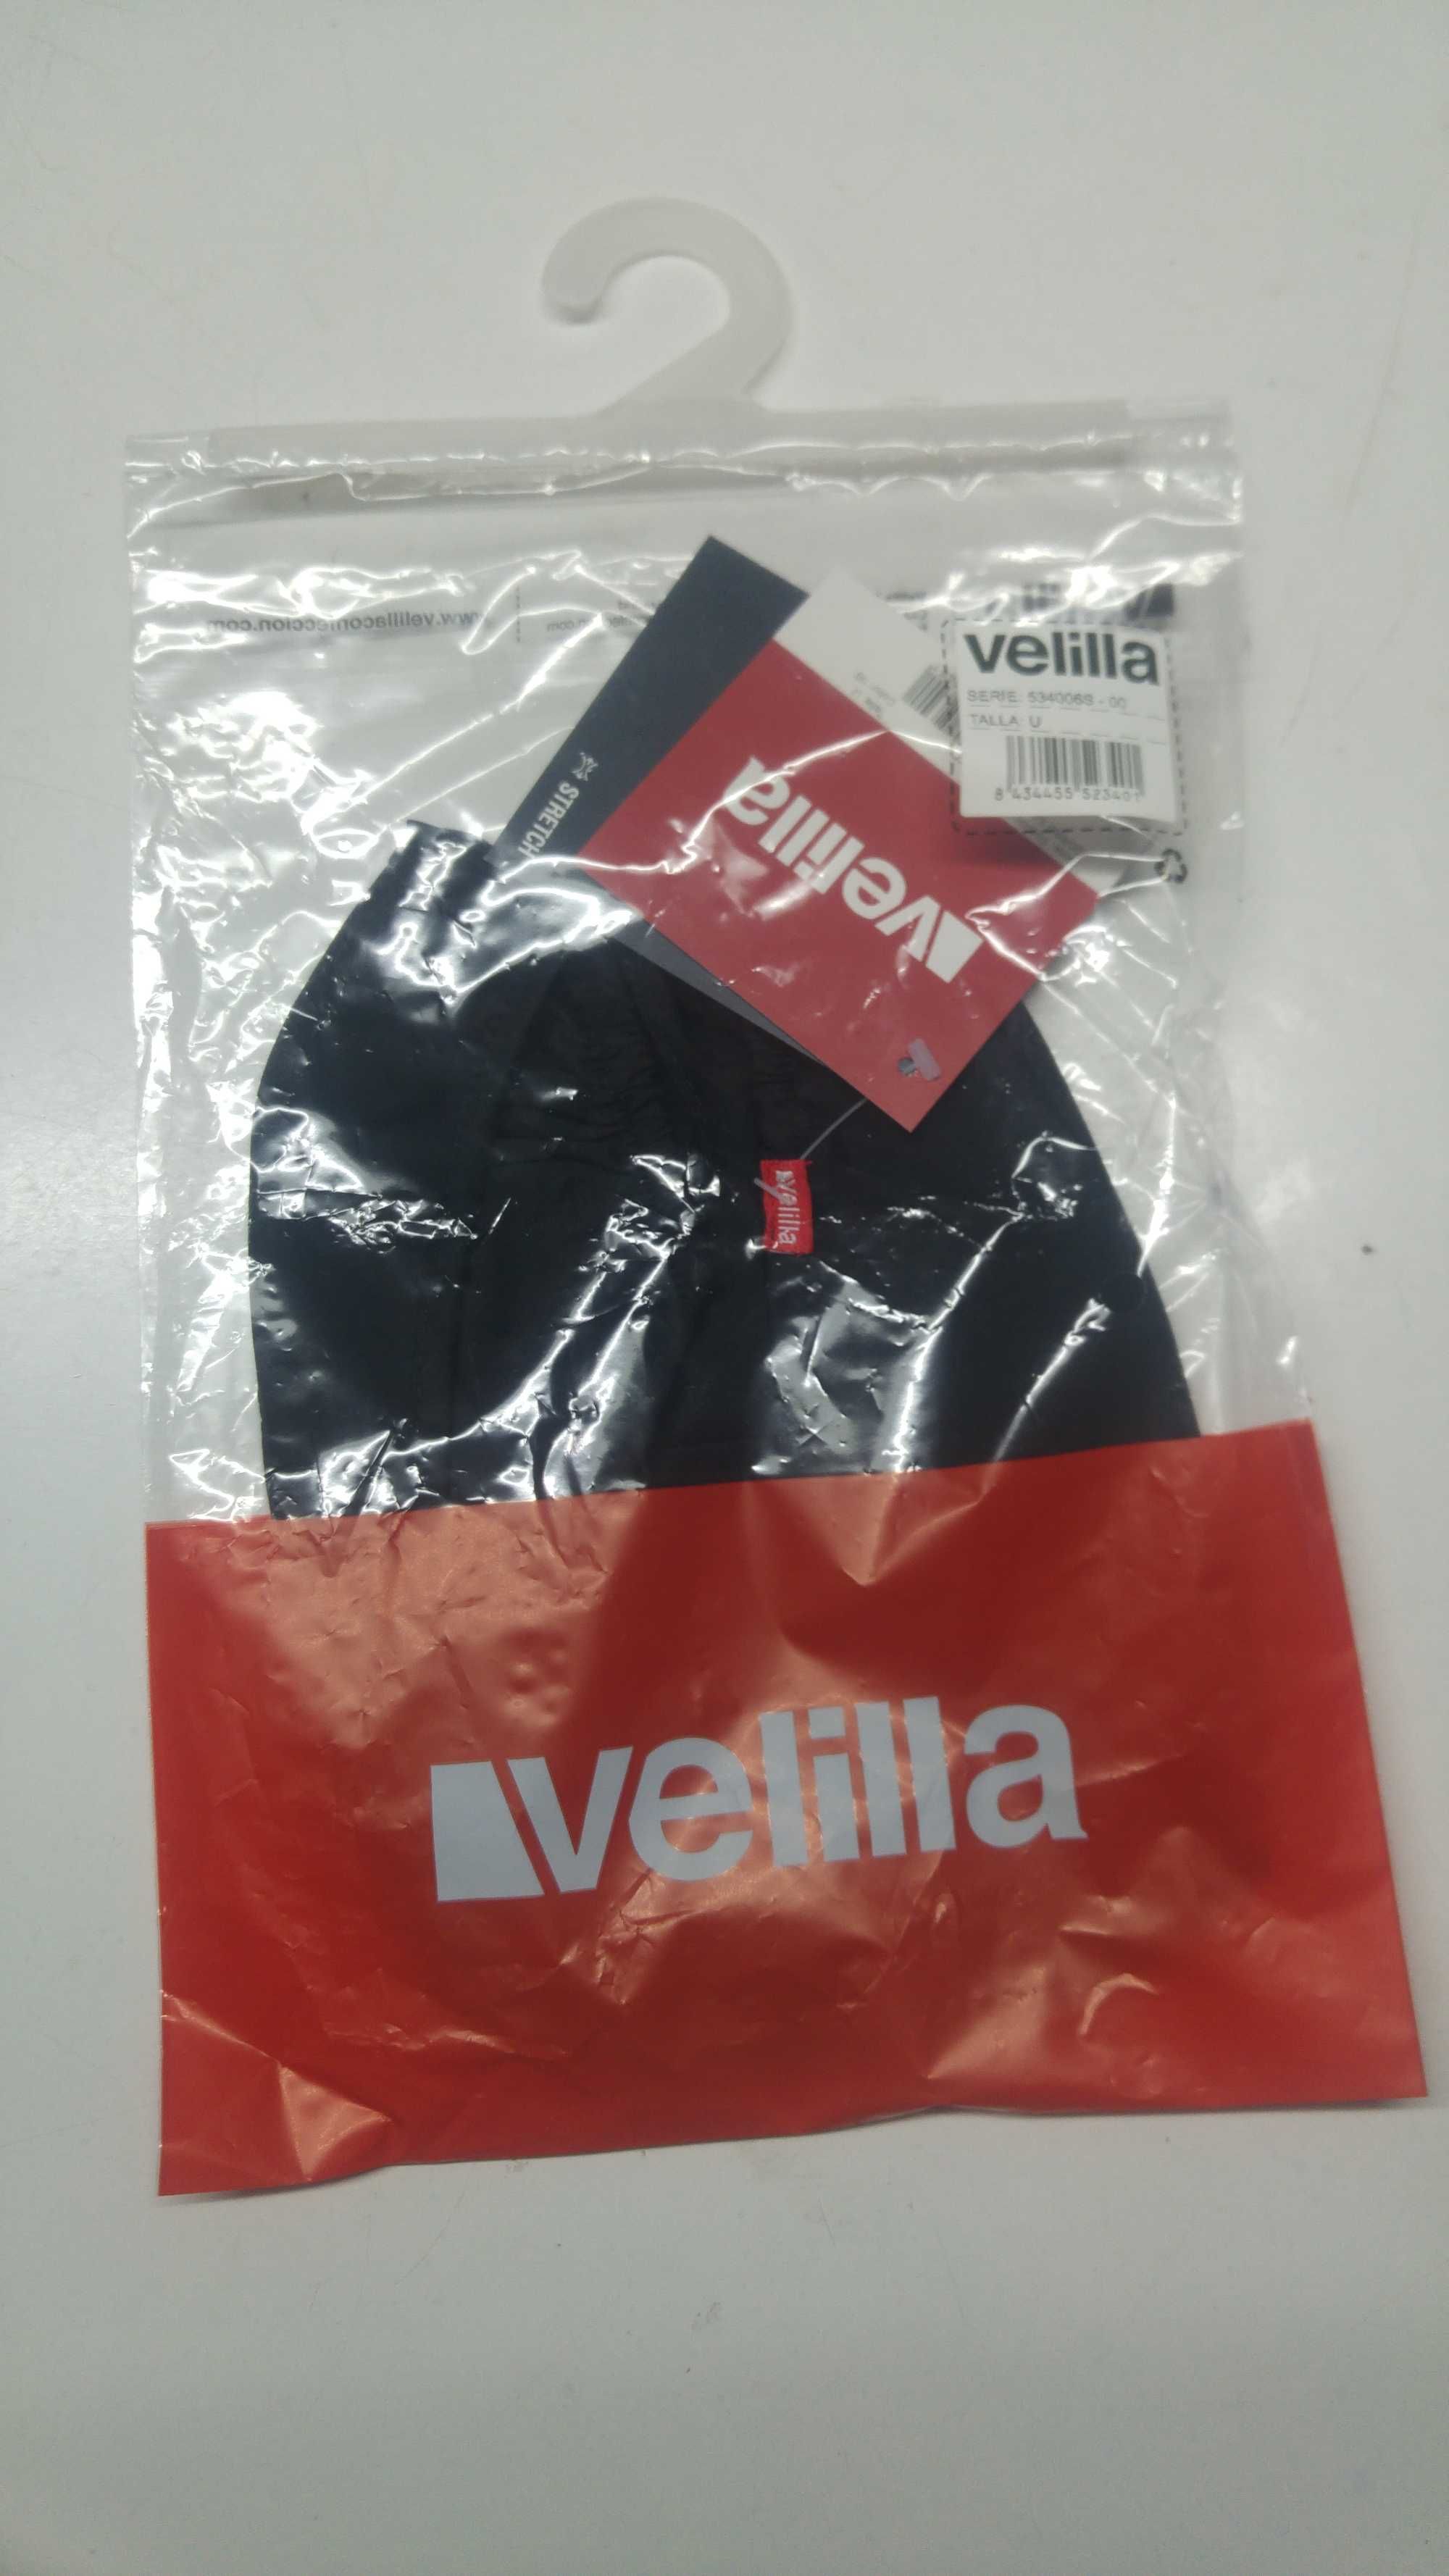 www.velillaconfeccion.com
velilla
SERIE: 534006S - 00
TALLA: U
8 434455 523401
STRETCH
velilla
velilla
velilla